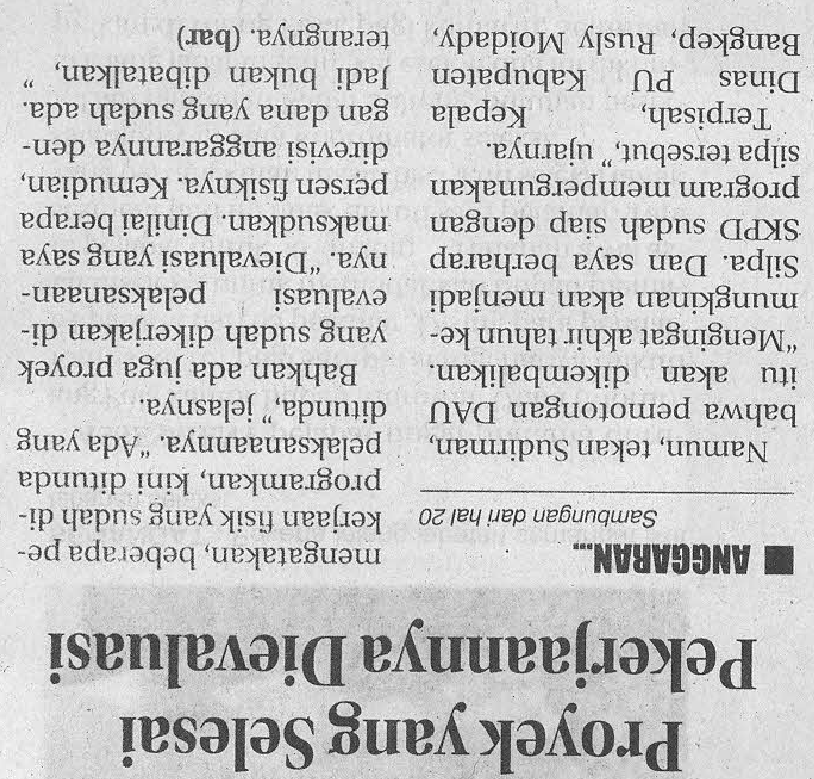 Proyek yang Selesai
Pekerjaannya Dievaluasi
ANGGARAN...
Sambungan dari hal 20
Namun, tekan Sudirman,
bahwa pemotongan DAU
itu akan dikembalikan.
“Mengingat akhir tahun ke-
mungkinan akan menjadi
Silpa. Dan saya berharap
SKPD sudah siap dengan
program mempergunakan
silpa tersebut,“ ujarnya.
Terpisah, Kepala
Dinas PU Kabupaten
Bangkep, Rusly Moidady,
mengatakan, beberapa pe-
kerjaan fisik yang sudah di-
programkan, kini ditunda
pelaksanaannya. “Ada yang
ditunda, jelasnya.
Bahkan ada juga proyek
yang sudah dikerjakan di-
evaluasi pelaksanaan-
nya. “Dievaluasi yang saya
maksudkan. Dinilai berapa
persen fisiknya. Kemudian,
direvisi anggarannya den-
gan dana yang sudah ada.
Jadi bukan dibatalkan, “
terangnya. (bar)